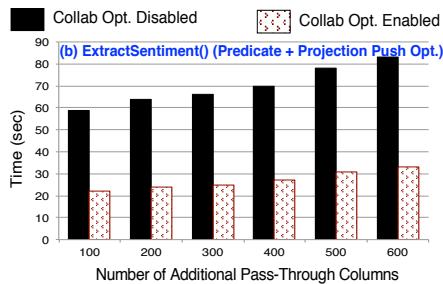 Collab Opt. Disabled
Collab Opt. Enabled
(b) ExtractSentiment() (Predicate + Projection Push Opt.)
90
80
70
60
50
40
30
20
10
0
Time (sec)
100 200 300 400 500 600
Number of Additional Pass-Through Columns